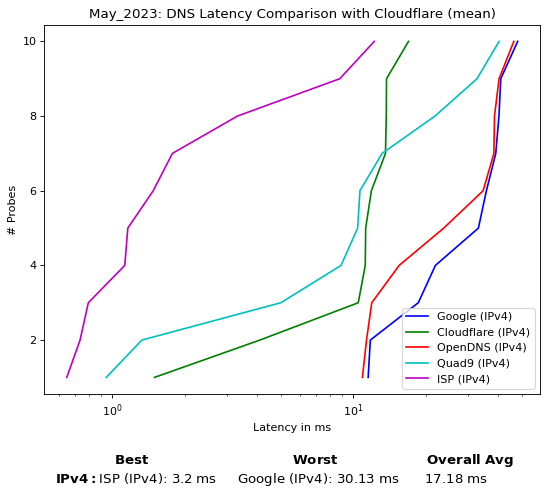 May_2023: DNS Latency Comparison with Cloudflare (mean)
10
8
6
4
2
# Probes
Google (IPv4)
Cloudflare (IPv4)
OpenDNS (IPv4)
Quad9 (IPv4)
ISP (IPv4)
10⁰ 10¹
Latency in ms
Best Worst Overall Avg
IPv4: ISP (IPv4): 3.2 ms Google (IPv4): 30.13 ms 17.18 ms